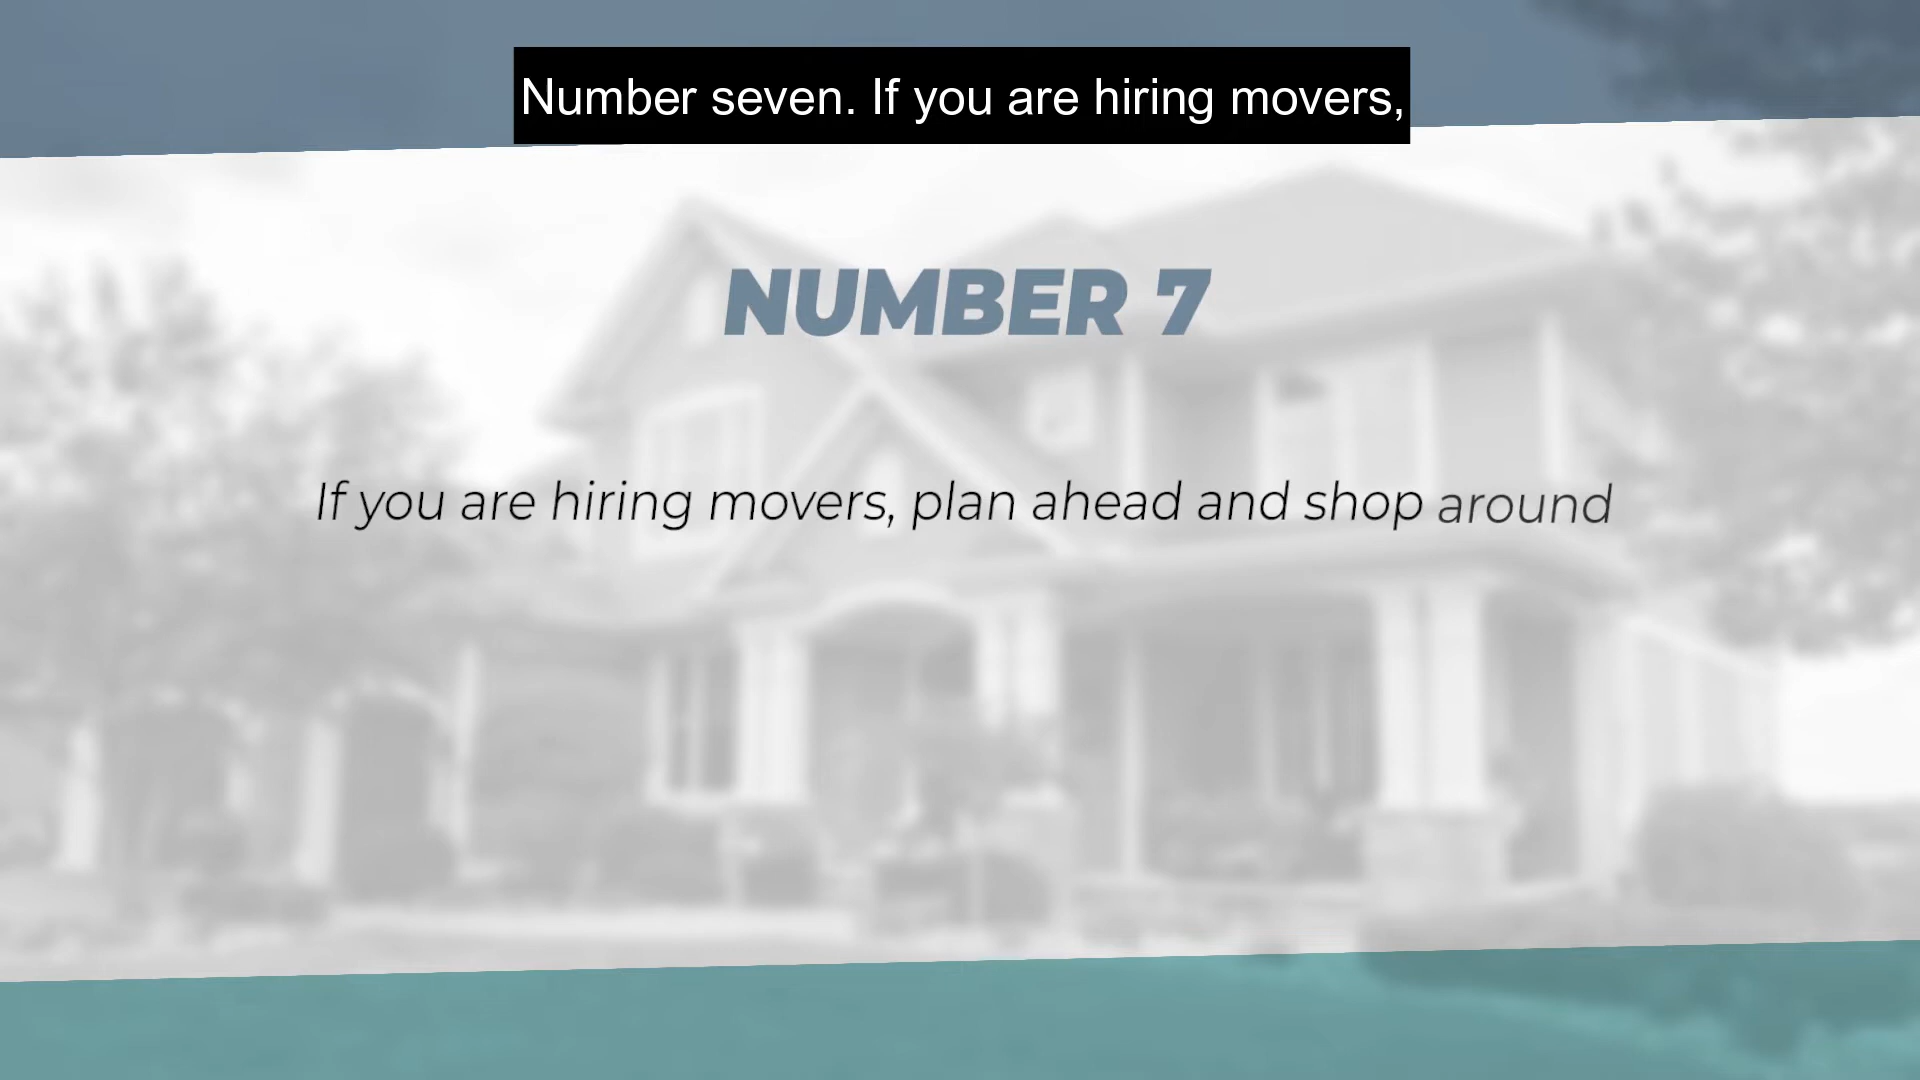 Number seven. If you are hiring movers,
NUMBER 7
If you are hiring movers, plan ahead and shop around